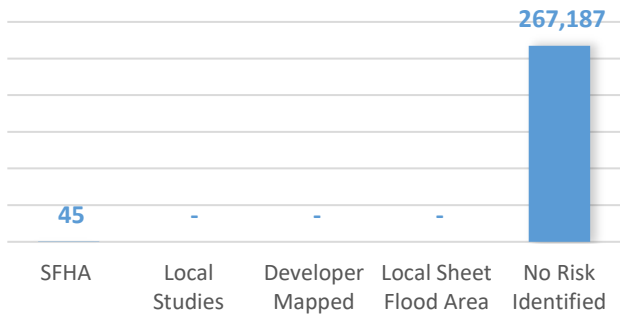 267,187
45 - - -
SFHA Local Studies Developer Mapped Local Sheet Flood Area No Risk Identified